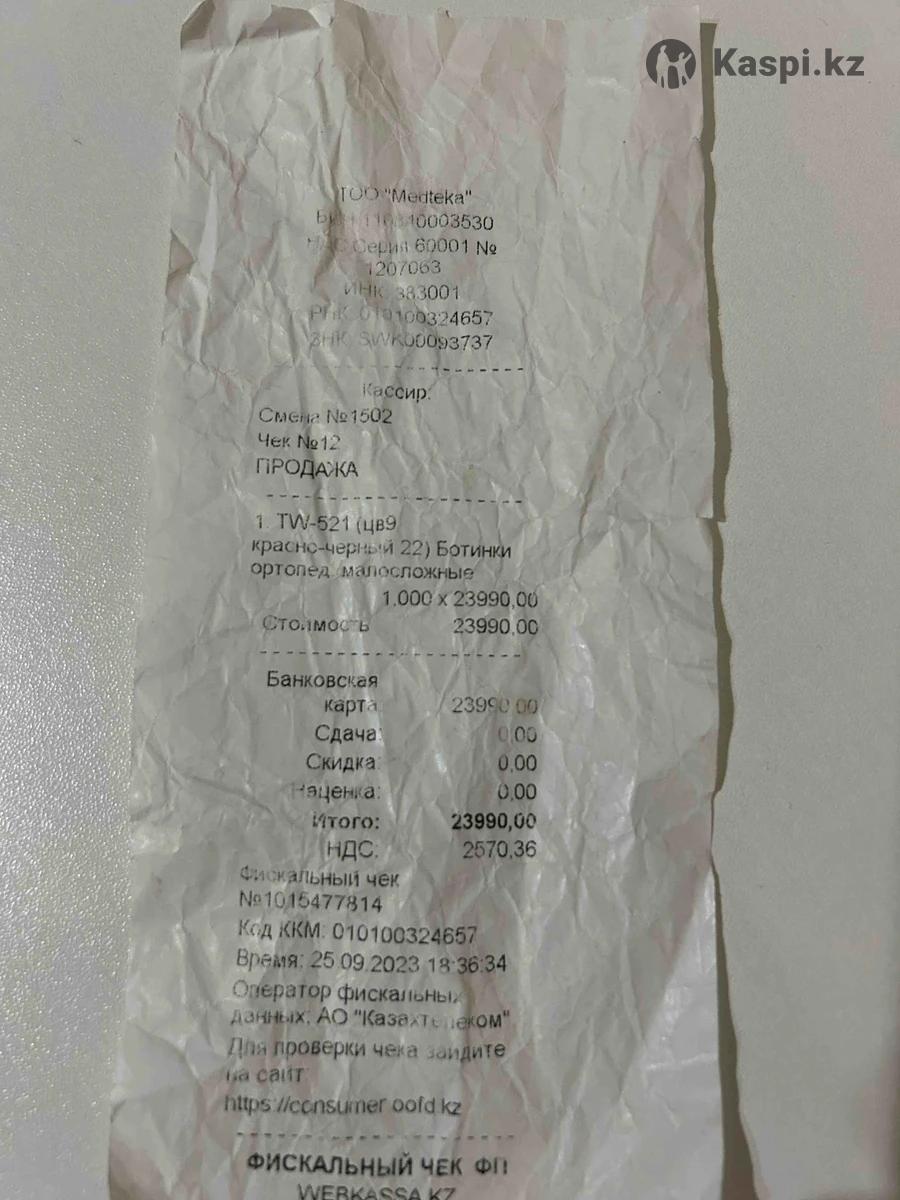 Kaspi.kz
ТОО "Medteka"
БИН 110310003530
НДС Серия 60001 №
1207063
ИНК 383001
РНК 010100324657
ЗНК SWK00093737
Кассир:
Смена №1502
Чек №12
ПРОДАЖА
1. TW-521 (цв9
красно-черный 22) Ботинки
ортопед. малосложные
1,000 x 23990,00
Стоимость 23990,00
Банковская
карта: 23990,00
Сдача: 0,00
Скидка: 0,00
Наценка: 0,00
Итого: 23990,00
НДС: 2570,36
Фискальный чек
№1015477814
Код ККМ: 010100324657
Время: 25.09.2023 18:36:34
Оператор фискальных
данных: АО "Казахтелеком"
Для проверки чека зайдите
на сайт:
https://consumer.oofd.kz
ФИСКАЛЬНЫЙ ЧЕК ФП
WEBKASSA.KZ